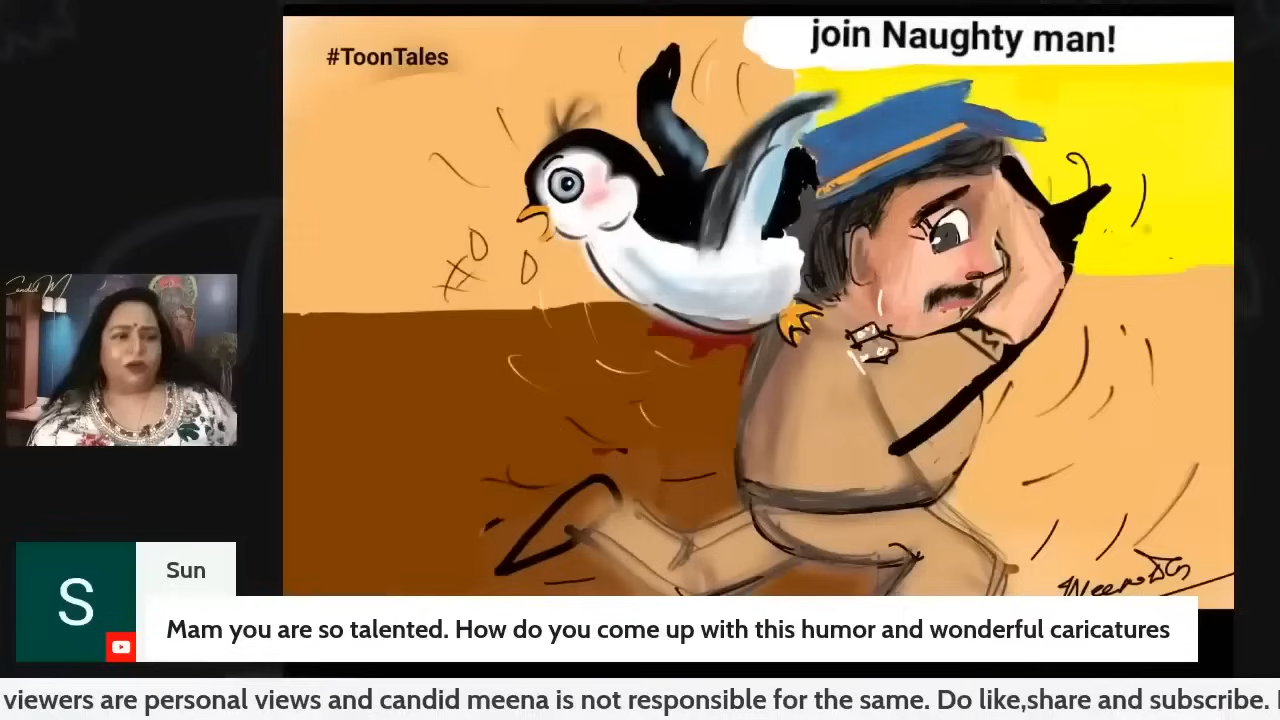 join Naughty man!
#ToonTales
Candid M
S
Sun
Mam you are so talented. How do you come up with this humor and wonderful caricatures
viewers are personal views and candid meena is not responsible for the same. Do like,share and subscribe.